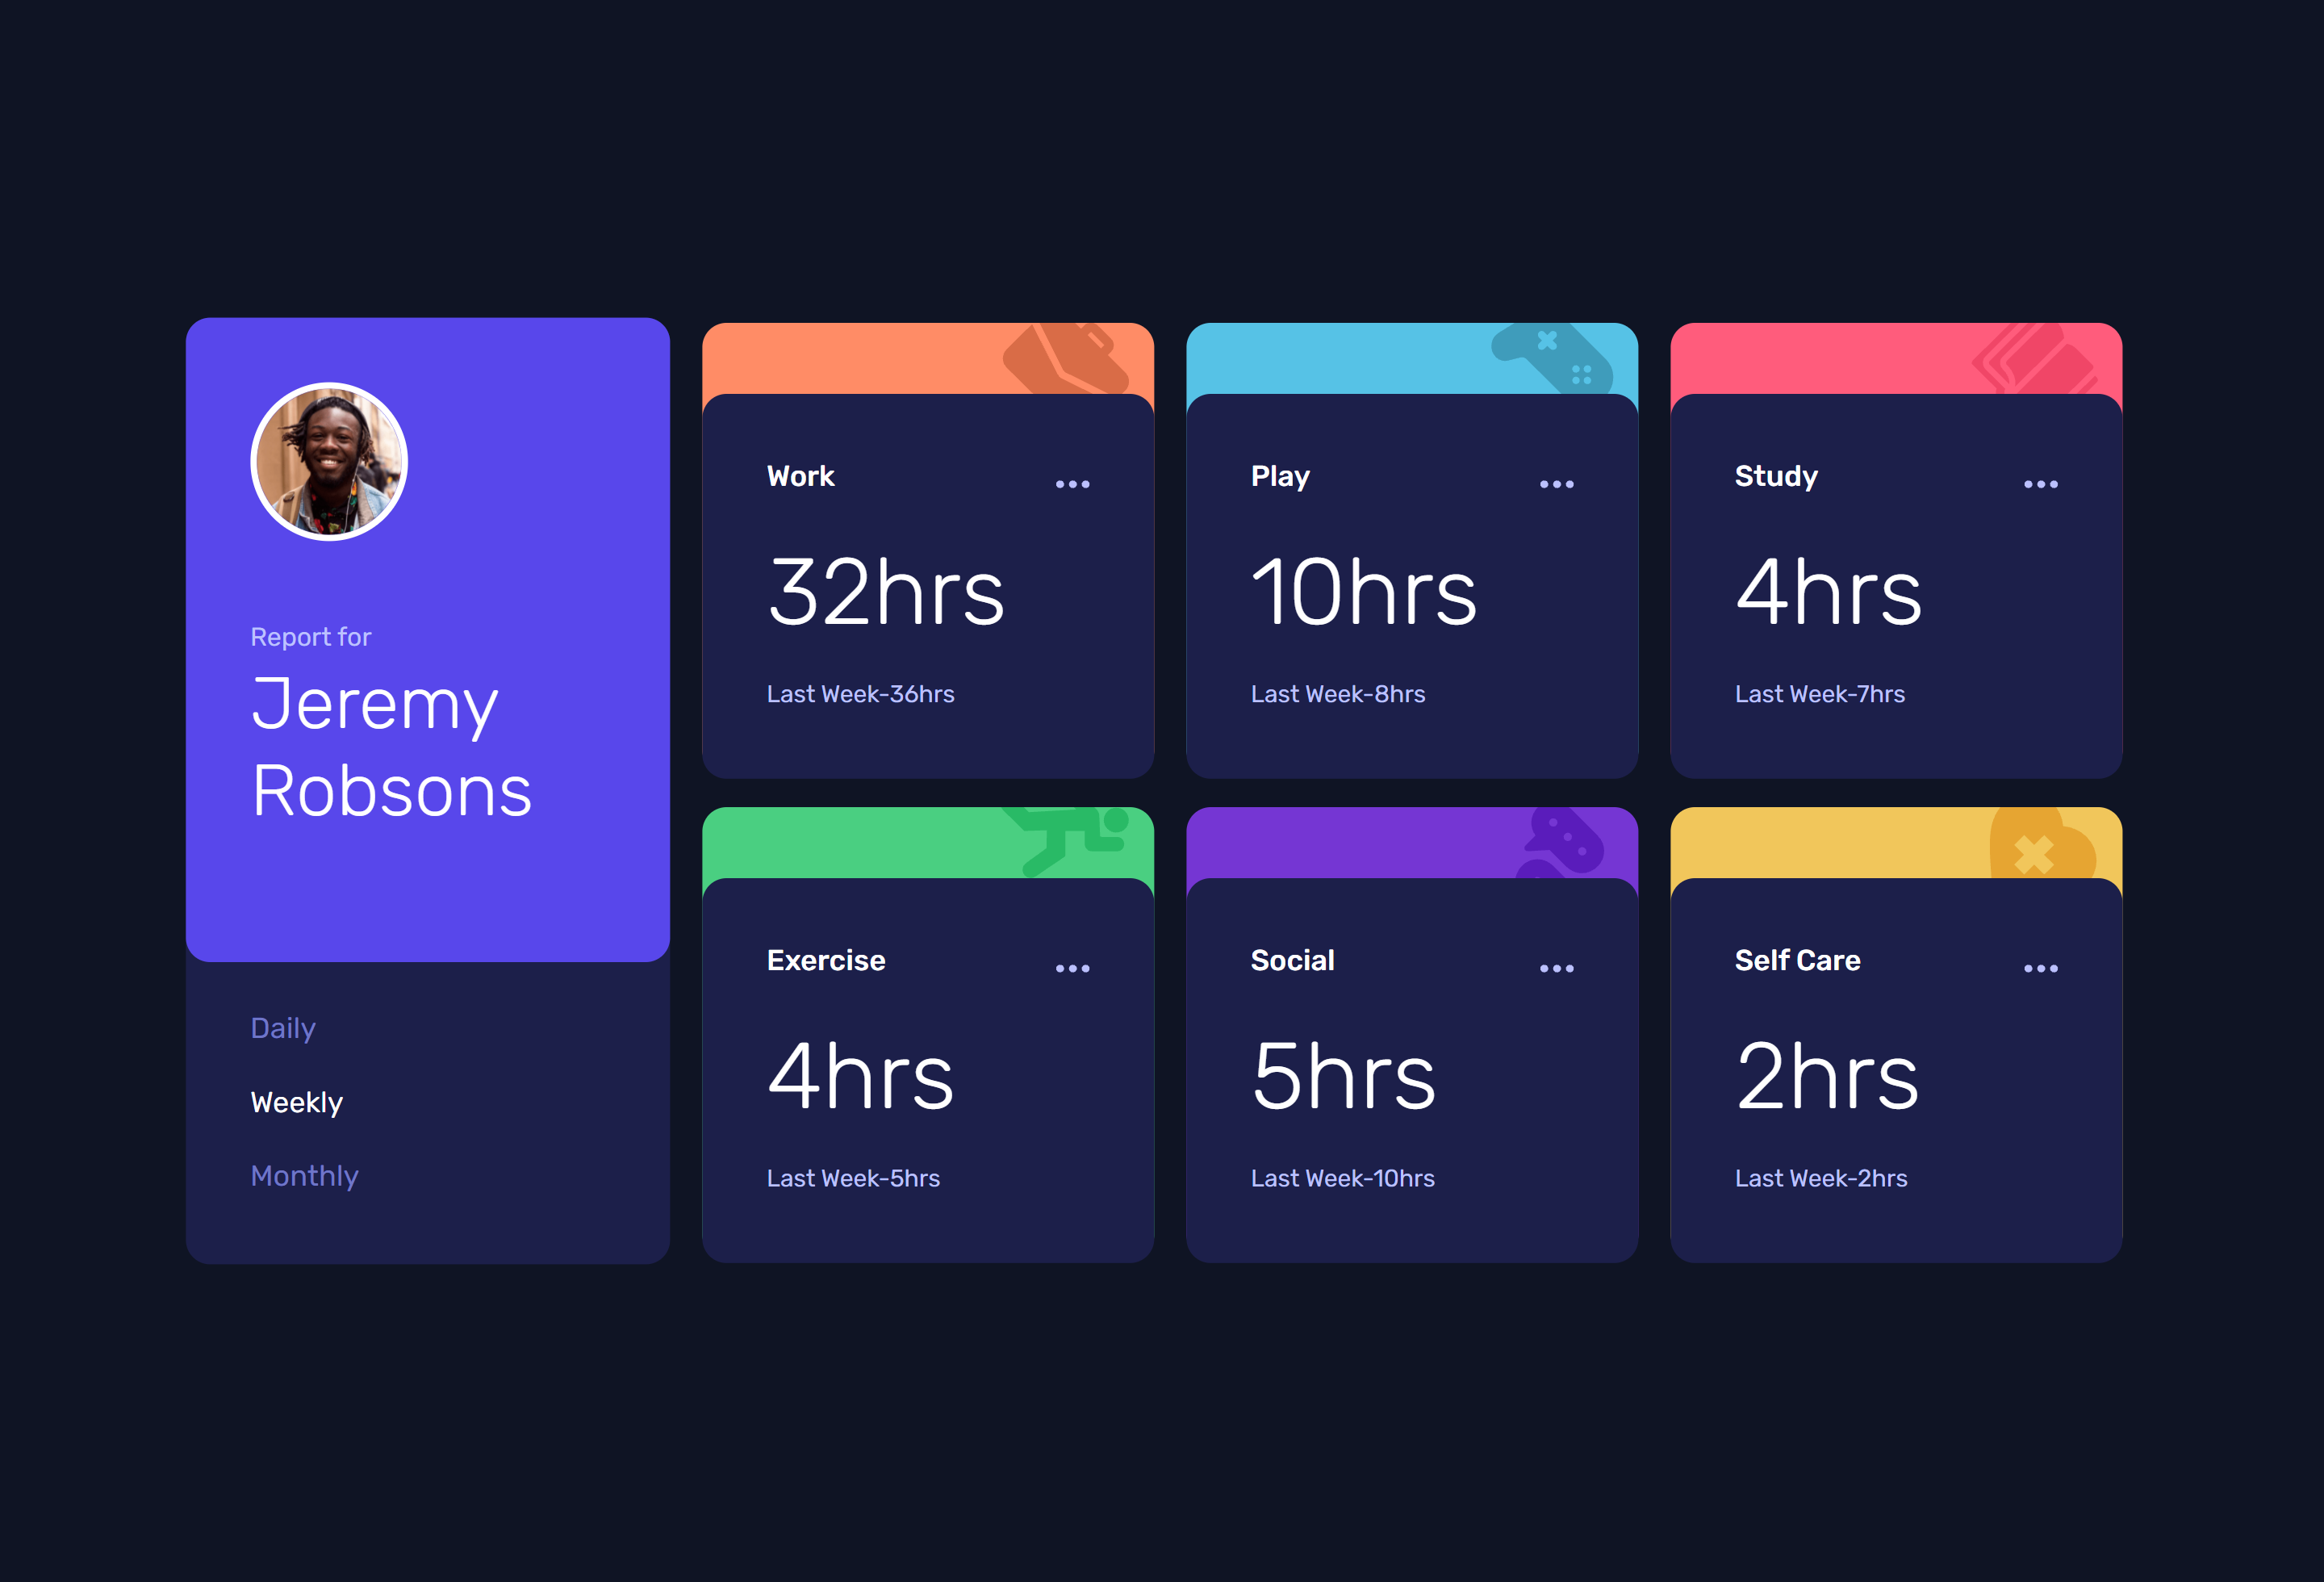 Report for
Jeremy
Robsons
Daily
Weekly
Monthly
Work
32hrs
Last Week-36hrs
Play
10hrs
Last Week-8hrs
Study
4hrs
Last Week-7hrs
Exercise
4hrs
Last Week-5hrs
Social
5hrs
Last Week-10hrs
Self Care
2hrs
Last Week-2hrs